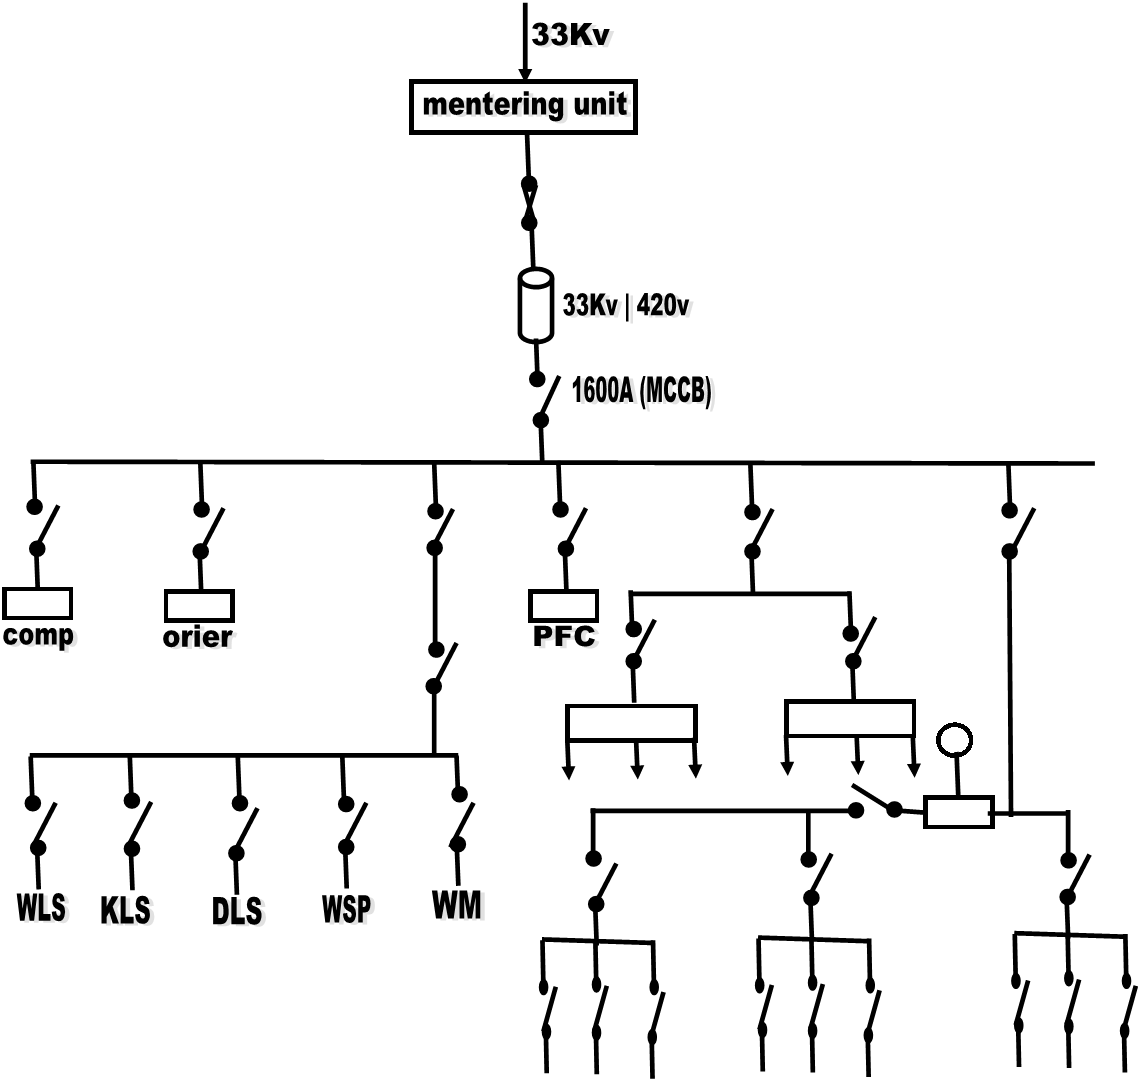 33Kv
mentering unit
33Kv | 420v
1600A (MCCB)
comp
orier
PFC
WLS
KLS
DLS
WSP
WM